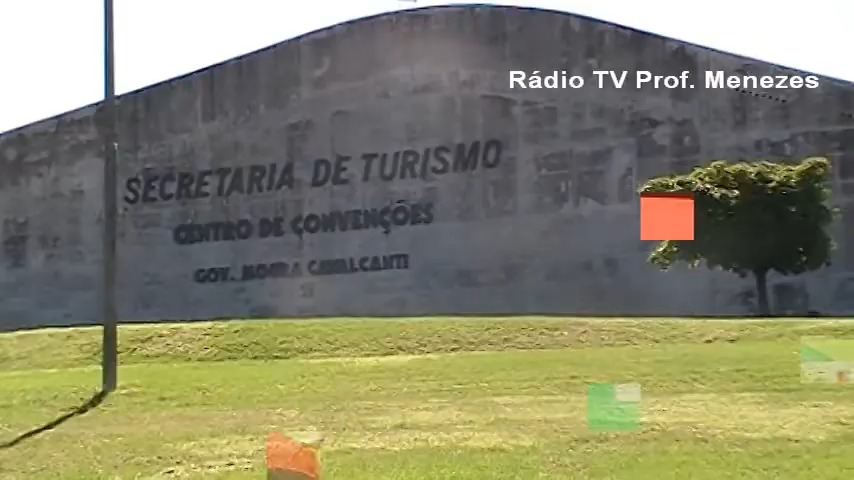 Rádio TV Prof. Menezes
SECRETARIA DE TURISMO
CENTRO DE CONVENÇÕES
GOV. MOURA CAVALCANTI